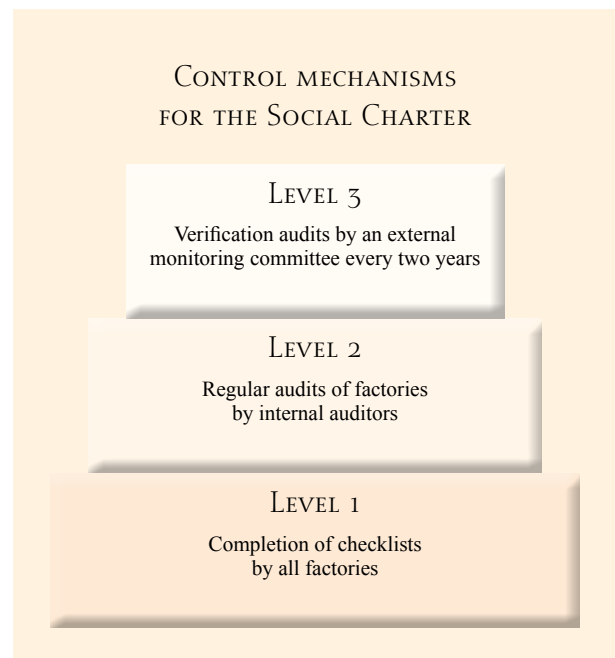 Control mechanisms
for the Social Charter
Level 3
Verification audits by an external
monitoring committee every two years
Level 2
Regular audits of factories
by internal auditors
Level 1
Completion of checklists
by all factories